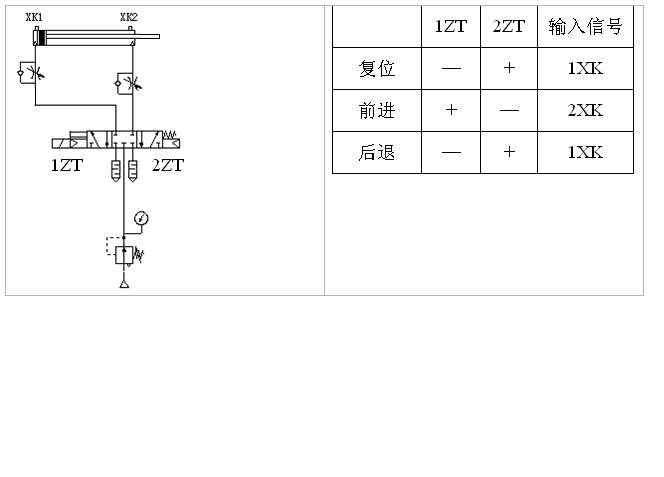 XK1 XK2
1ZT 2ZT
1ZT 2ZT 输入信号
复位 — + 1XK
前进 + — 2XK
后退 — + 1XK